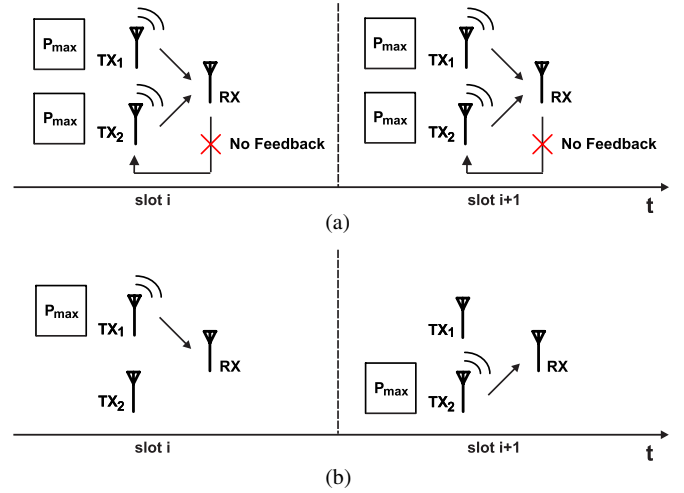 Pmax TX1 Pmax TX1
RX RX
Pmax TX2 No Feedback Pmax TX2 No Feedback
slot i slot i+1 t
(a)
Pmax TX1 TX1
RX RX
TX2 Pmax TX2
slot i slot i+1 t
(b)